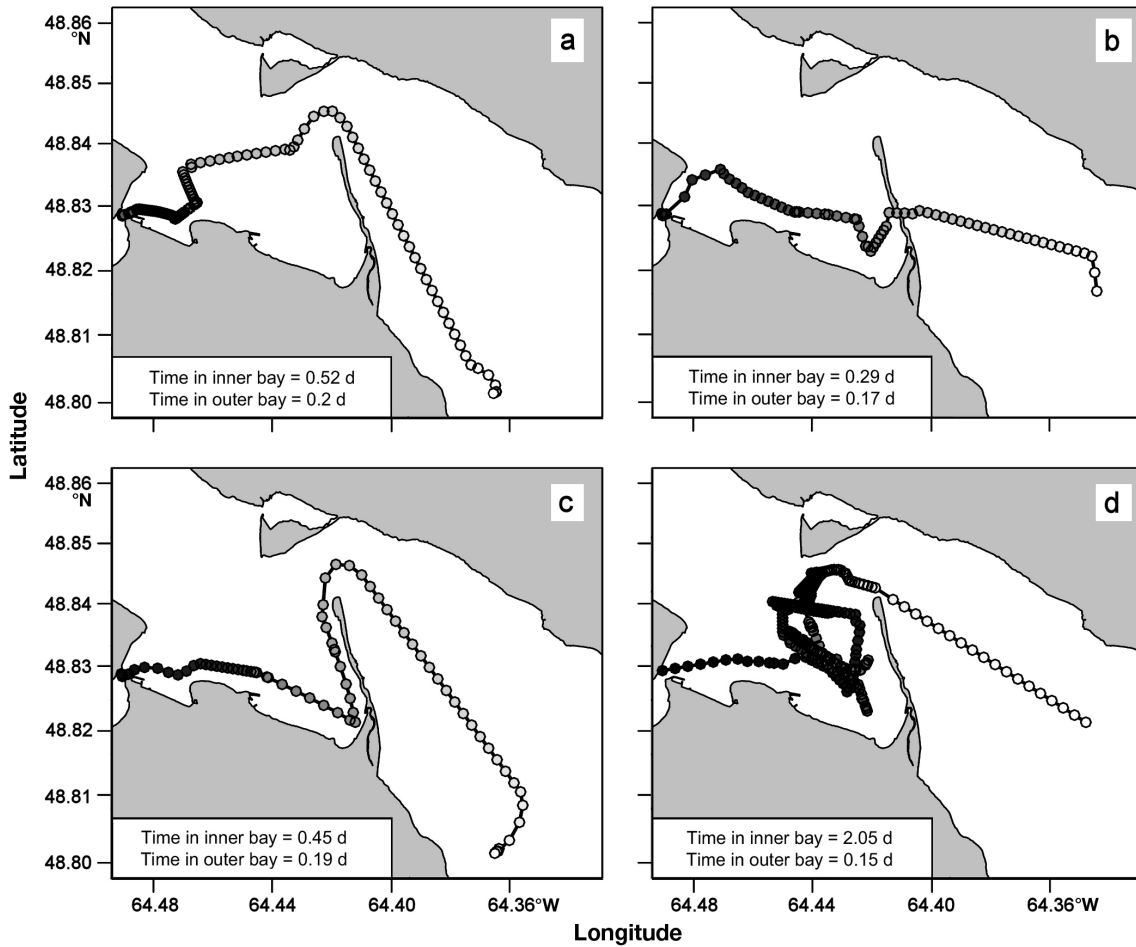 a
48.86
°N
48.85
48.84
48.83
48.82
48.81
48.80
Time in inner bay = 0.52 d
Time in outer bay = 0.2 d
b
Time in inner bay = 0.29 d
Time in outer bay = 0.17 d
Latitude
c
48.86
°N
48.85
48.84
48.83
48.82
48.81
48.80
Time in inner bay = 0.45 d
Time in outer bay = 0.19 d
64.48
64.44
64.40
64.36°W
d
Time in inner bay = 2.05 d
Time in outer bay = 0.15 d
64.48
64.44
64.40
64.36°W
Longitude